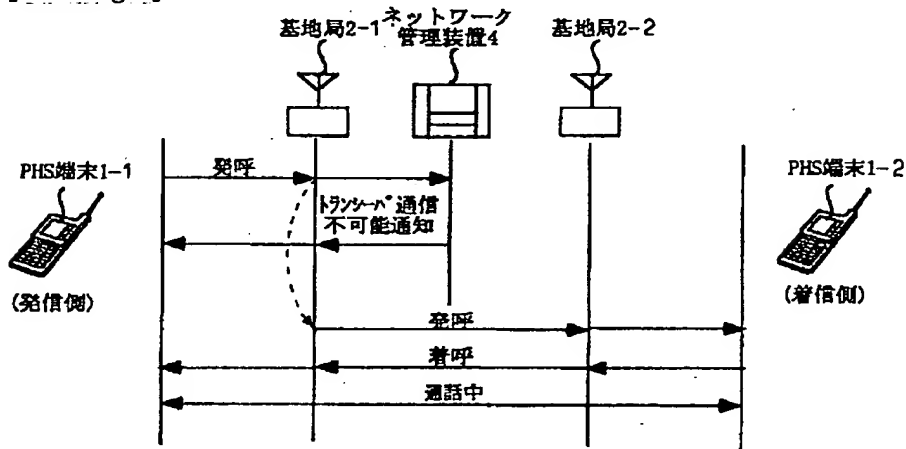 基地局2-1
ネットワーク
管理装置4
基地局2-2
PHS端末1-1
発呼
PHS端末1-2
トランシーバ通信
不可能通知
(発信側)
(着信側)
発呼
着呼
通話中